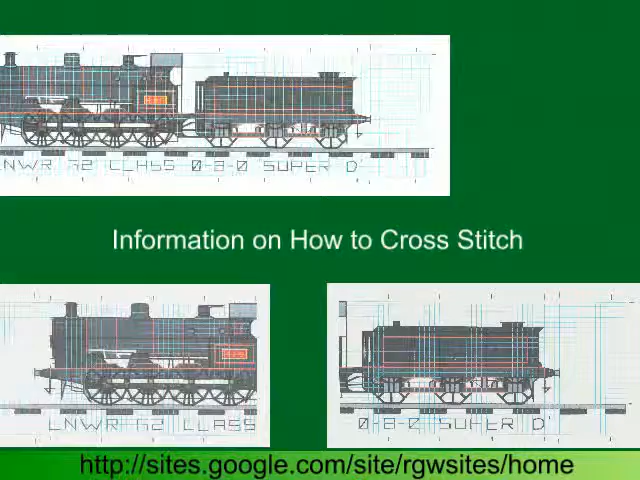 LNWR G2 CLASS 0-8-0 'SUPER D'
Information on How to Cross Stitch
LNWR G2 CLASS
0-8-0 'SUPER D'
http://sites.google.com/site/rgwsites/home